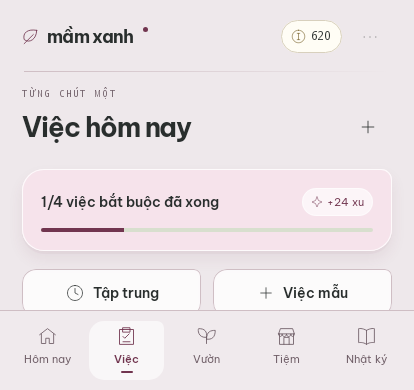 mầm xanh
620
TỪNG CHÚT MỘT
Việc hôm nay
1/4 việc bắt buộc đã xong
+24 xu
Tập trung
Việc mẫu
Hôm nay
Việc
Vườn
Tiệm
Nhật ký